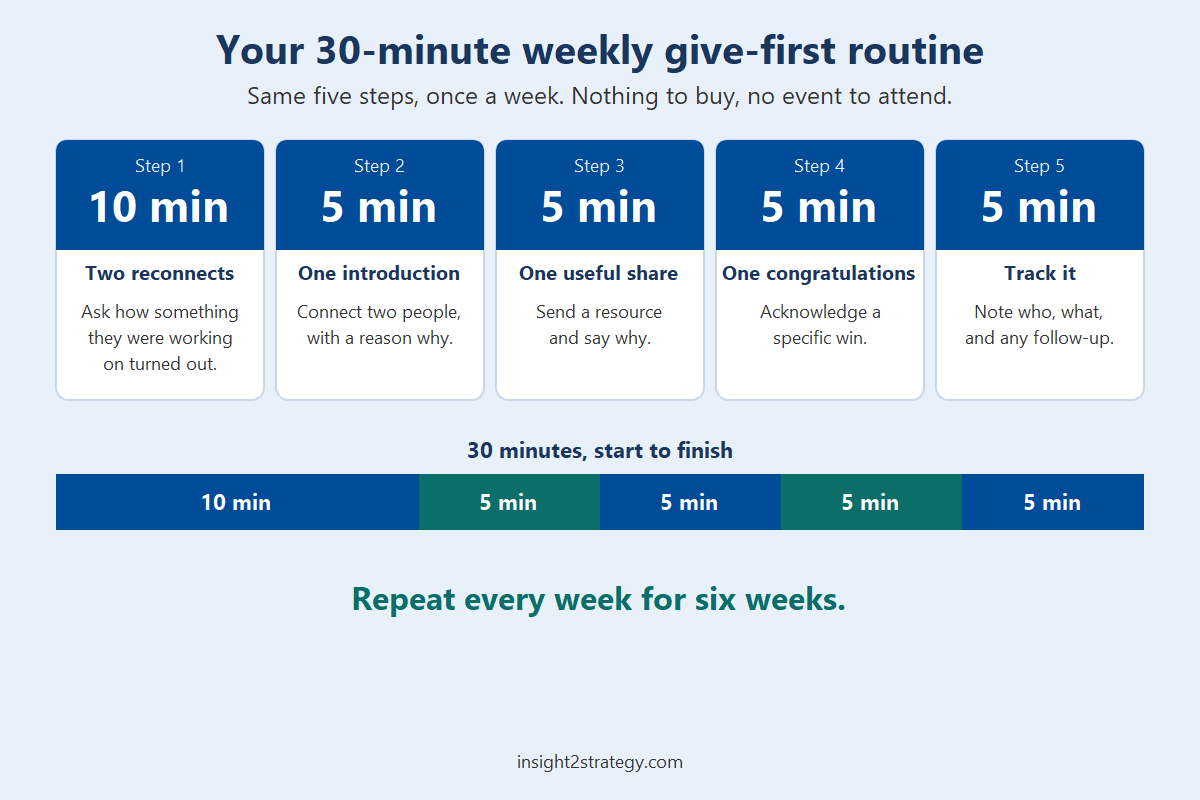 Your 30-minute weekly give-first routine
Same five steps, once a week. Nothing to buy, no event to attend.
Step 1
10 min
Two reconnects
Ask how something
they were working
on turned out.
Step 2
5 min
One introduction
Connect two people,
with a reason why.
Step 3
5 min
One useful share
Send a resource
and say why.
Step 4
5 min
One congratulations
Acknowledge a
specific win.
Step 5
5 min
Track it
Note who, what,
and any follow-up.
30 minutes, start to finish
10 min
5 min
5 min
5 min
5 min
Repeat every week for six weeks.
insight2strategy.com